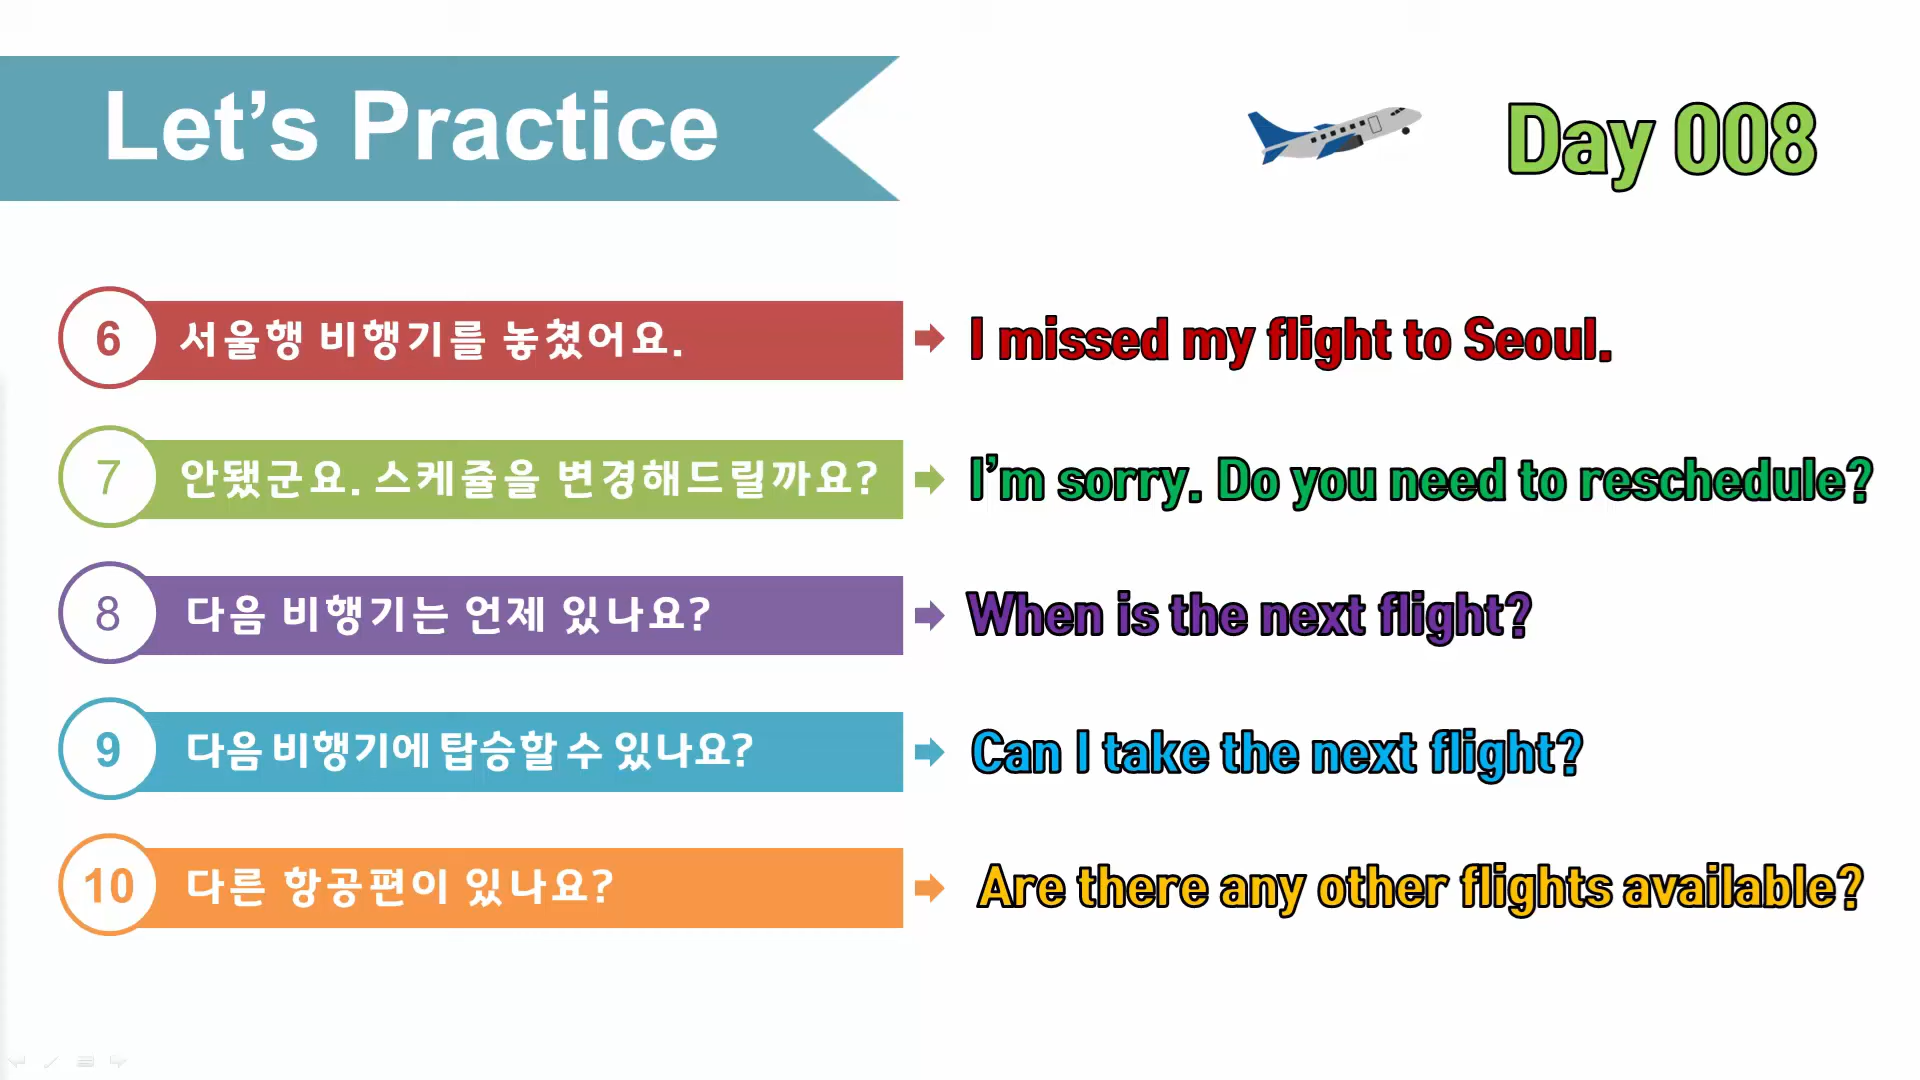 Let's Practice
Day 008
6 서울행 비행기를 놓쳤어요. I missed my flight to Seoul.
7 안됐군요. 스케쥴을 변경해드릴까요? I'm sorry. Do you need to reschedule?
8 다음 비행기는 언제 있나요? When is the next flight?
9 다음 비행기에 탑승할 수 있나요? Can I take the next flight?
10 다른 항공편이 있나요? Are there any other flights available?